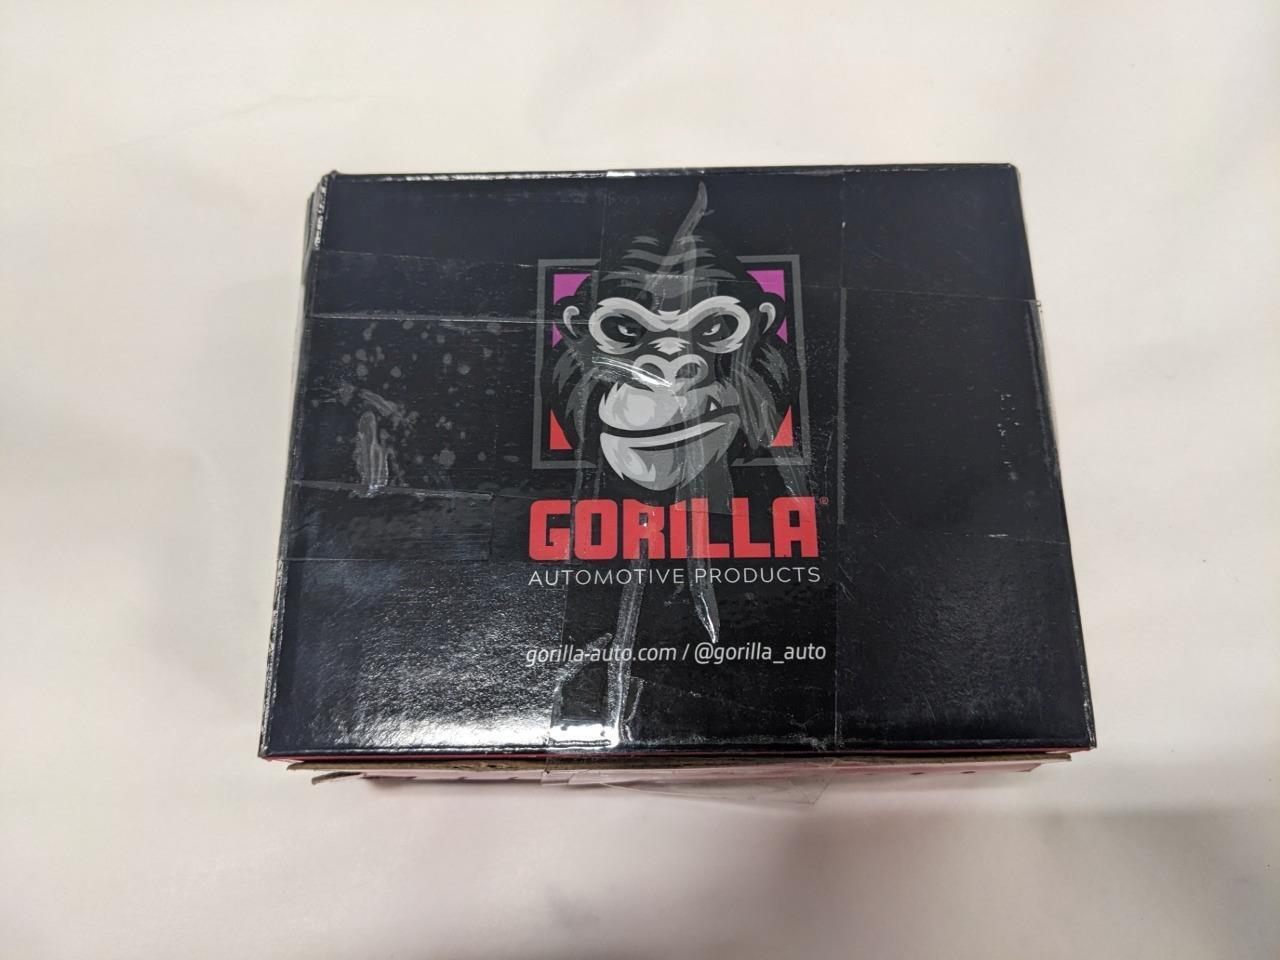 GORILLA®
AUTOMOTIVE PRODUCTS
gorilla-auto.com / @gorilla_auto